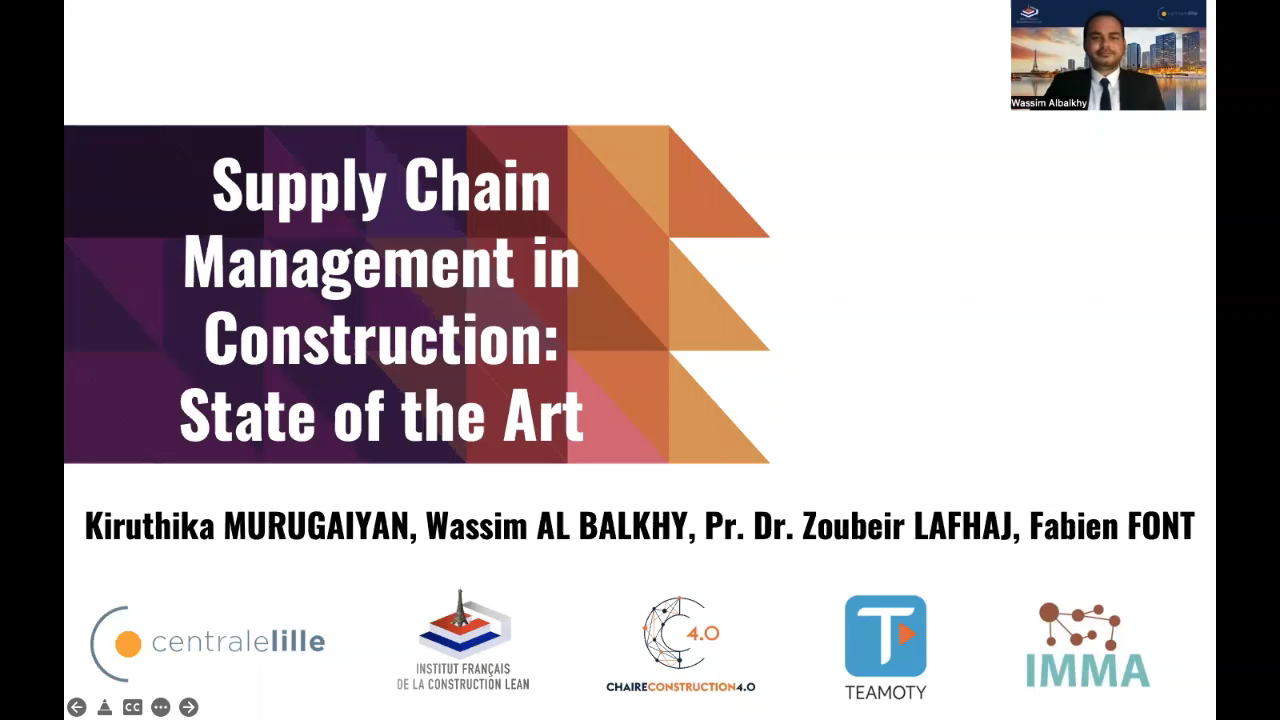 centralelille
Wassim Albalkhy
Supply Chain
Management in
Construction:
State of the Art
Kiruthika MURUGAIYAN, Wassim AL BALKHY, Pr. Dr. Zoubeir LAFHAJ, Fabien FONT
centralelille
INSTITUT FRANÇAIS
DE LA CONSTRUCTION LEAN
C 4.0
CHAIRECONSTRUCTION4.0
T
TEAMOTY
IMMA
CC